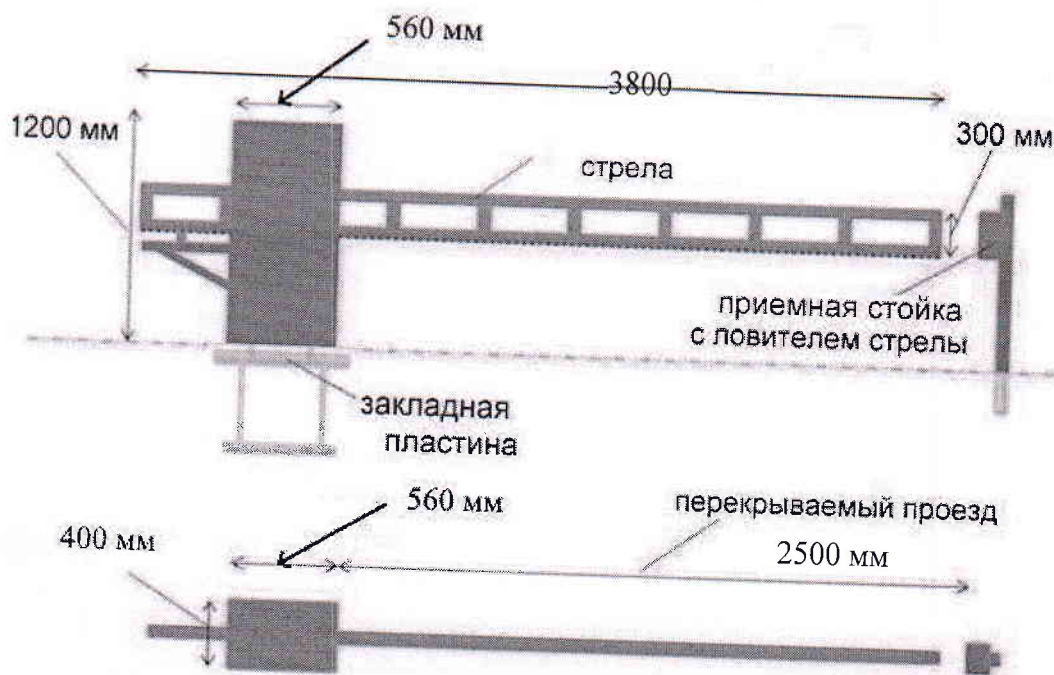 560 мм
3800
1200 мм
300 мм
стрела
приемная стойка
с ловителем стрелы
закладная
пластина
560 мм
перекрываемый проезд
400 мм
2500 мм